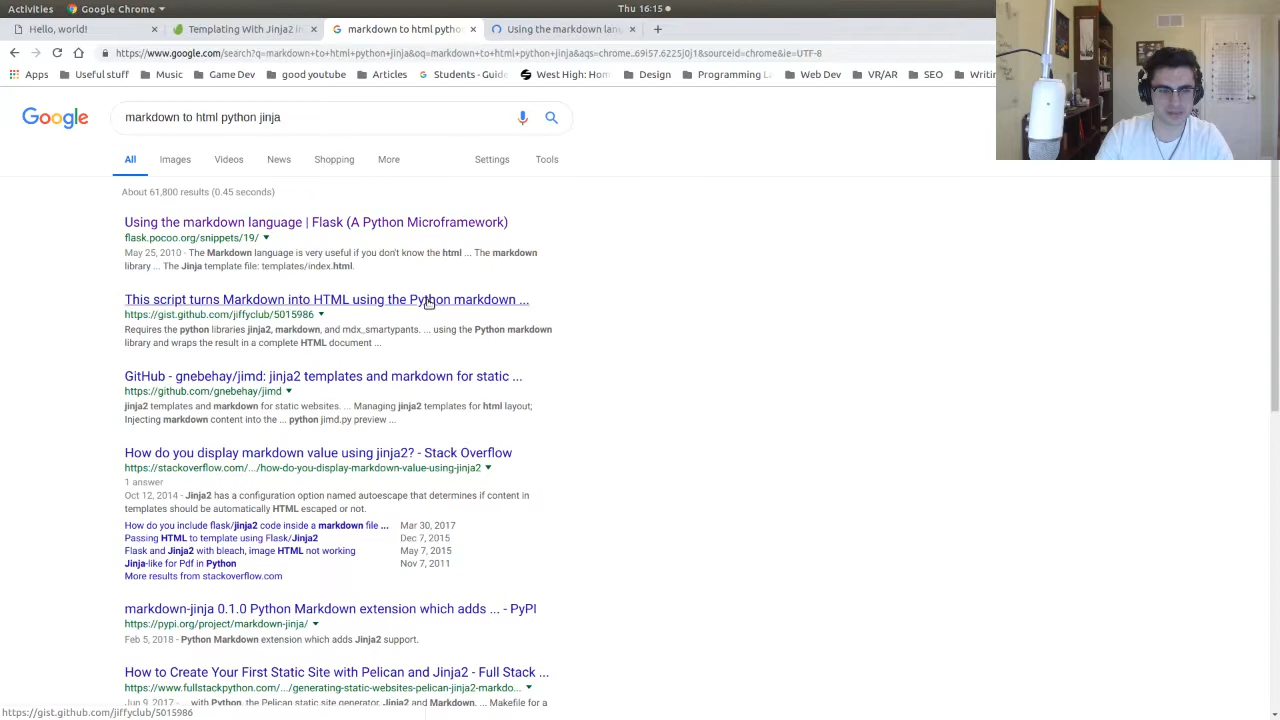 Activities Google Chrome Thu 16:15
Hello, world! Templating With Jinja2 i markdown to html pytho Using the markdown lang
https://www.google.com/search?q=markdown+to+html+python+jinja&oq=markdown+to+html+python+jinja&aqs=chrome..69i57.6225j0j1&sourceid=chrome&ie=UTF-8
Apps Useful stuff Music Game Dev good youtube Articles Students - Guide West High: Hom Design Programming La Web Dev VR/AR SEO Writin
Google markdown to html python jinja
All Images Videos News Shopping More Settings Tools
About 61,800 results (0.45 seconds)
Using the markdown language | Flask (A Python Microframework)
flask.pocoo.org/snippets/19/
May 25, 2010 - The Markdown language is very useful if you don't know the html ... The markdown
library ... The Jinja template file: templates/index.html.
This script turns Markdown into HTML using the Python markdown ...
https://gist.github.com/jiffyclub/5015986
Requires the python libraries jinja2, markdown, and mdx_smartypants. ... using the Python markdown
library and wraps the result in a complete HTML document ...
GitHub - gnebehay/jimd: jinja2 templates and markdown for static ...
https://github.com/gnebehay/jimd
jinja2 templates and markdown for static websites. ... Managing jinja2 templates for html layout;
Injecting markdown content into the ... python jimd.py preview ...
How do you display markdown value using jinja2? - Stack Overflow
https://stackoverflow.com/.../how-do-you-display-markdown-value-using-jinja2
1 answer
Oct 12, 2014 - Jinja2 has a configuration option named autoescape that determines if content in
templates should be automatically HTML escaped or not.
How do you include flask/jinja2 code inside a markdown file ... Mar 30, 2017
Passing HTML to template using Flask/Jinja2 Dec 7, 2015
Flask and Jinja2 with bleach, image HTML not working May 7, 2015
Jinja-like for Pdf in Python Nov 7, 2011
More results from stackoverflow.com
markdown-jinja 0.1.0 Python Markdown extension which adds ... - PyPI
https://pypi.org/project/markdown-jinja/
Feb 5, 2018 - Python Markdown extension which adds Jinja2 support.
How to Create Your First Static Site with Pelican and Jinja2 - Full Stack ...
https://www.fullstackpython.com/.../generating-static-websites-pelican-jinja2-markdo...
Jun 9, 2017 - ... with Python, the Pelican static site generator, Jinja2 and Markdown. ... Makefile for a
https://gist.github.com/jiffyclub/5015986